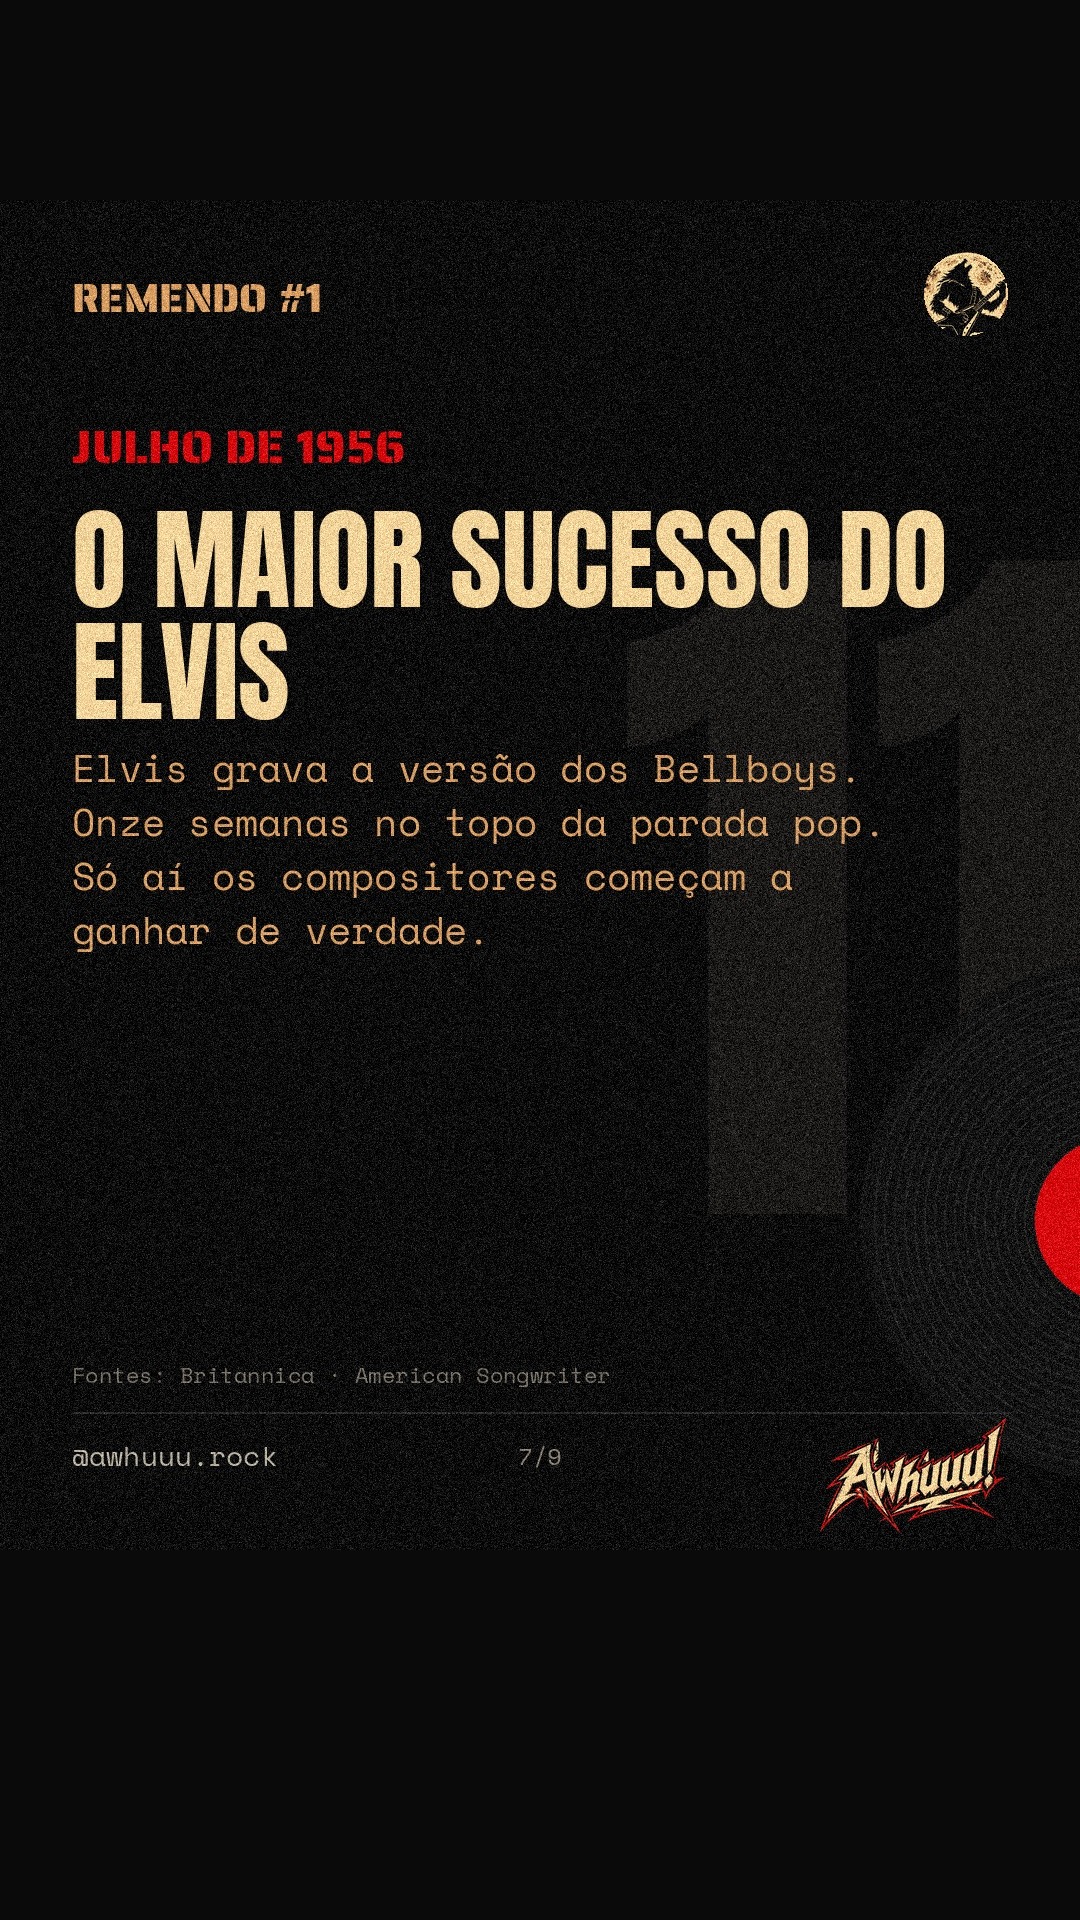 REMENDO #1
JULHO DE 1956
O MAIOR SUCESSO DO
ELVIS
Elvis grava a versão dos Bellboys.
Onze semanas no topo da parada pop.
Só aí os compositores começam a
ganhar de verdade.
11
Fontes: Britannica · American Songwriter
@awhuuu.rock
7/9
Awhuuu!